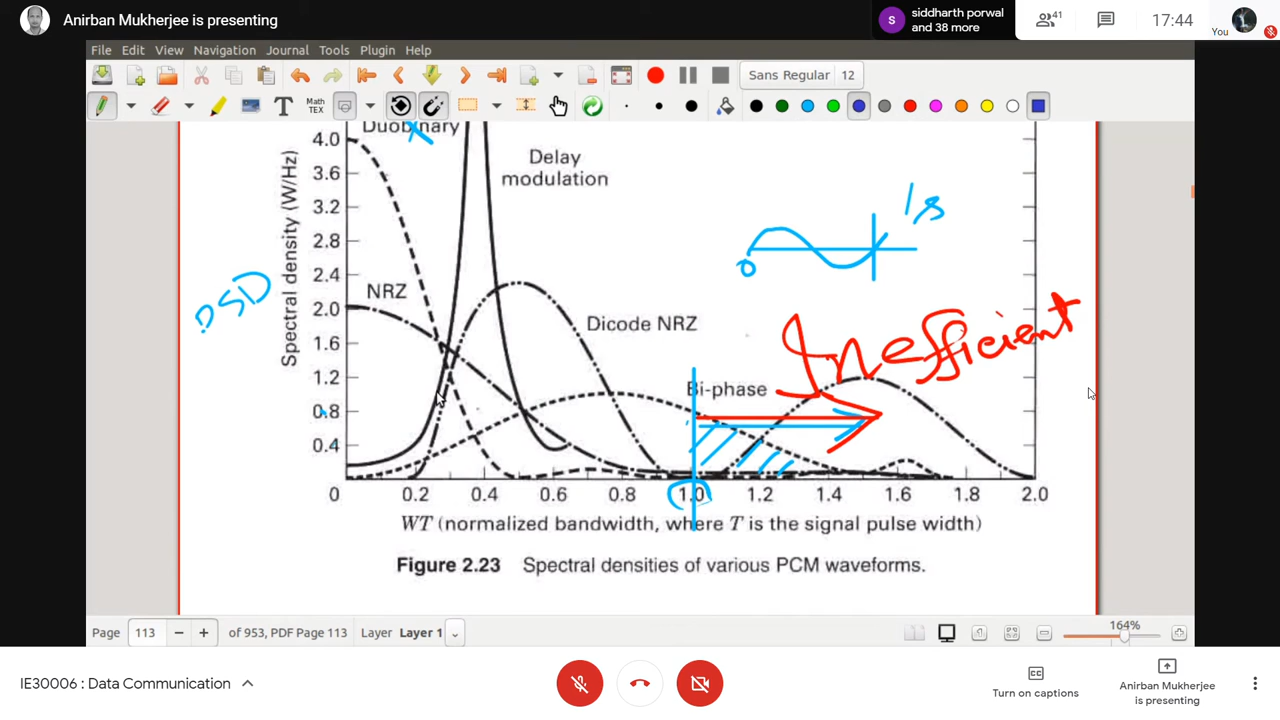 Anirban Mukherjee is presenting
S
siddharth porwal
and 38 more
41
17:44
You
File Edit View Navigation Journal Tools Plugin Help
Sans Regular 12
T Math TEX
Duobinary
4.0
Delay modulation
3.6
3.2
2.8
2.4
2.0
1.6
1.2
0.8
0.4
Spectral density (W/Hz)
PSD
NRZ
Dicode NRZ
Bi-phase
0
Inefficient
0 0.2 0.4 0.6 0.8 1.0 1.2 1.4 1.6 1.8 2.0
WT (normalized bandwidth, where T is the signal pulse width)
Figure 2.23 Spectral densities of various PCM waveforms.
Page 113 − + of 953, PDF Page 113 Layer Layer 1
164%
IE30006 : Data Communication
CC
Turn on captions
Anirban Mukherjee
is presenting